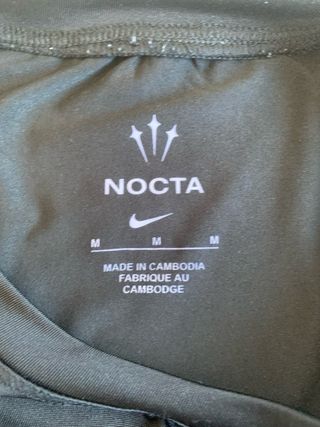 NOCTA
M M M
MADE IN CAMBODIA
FABRIQUE AU
CAMBODGE